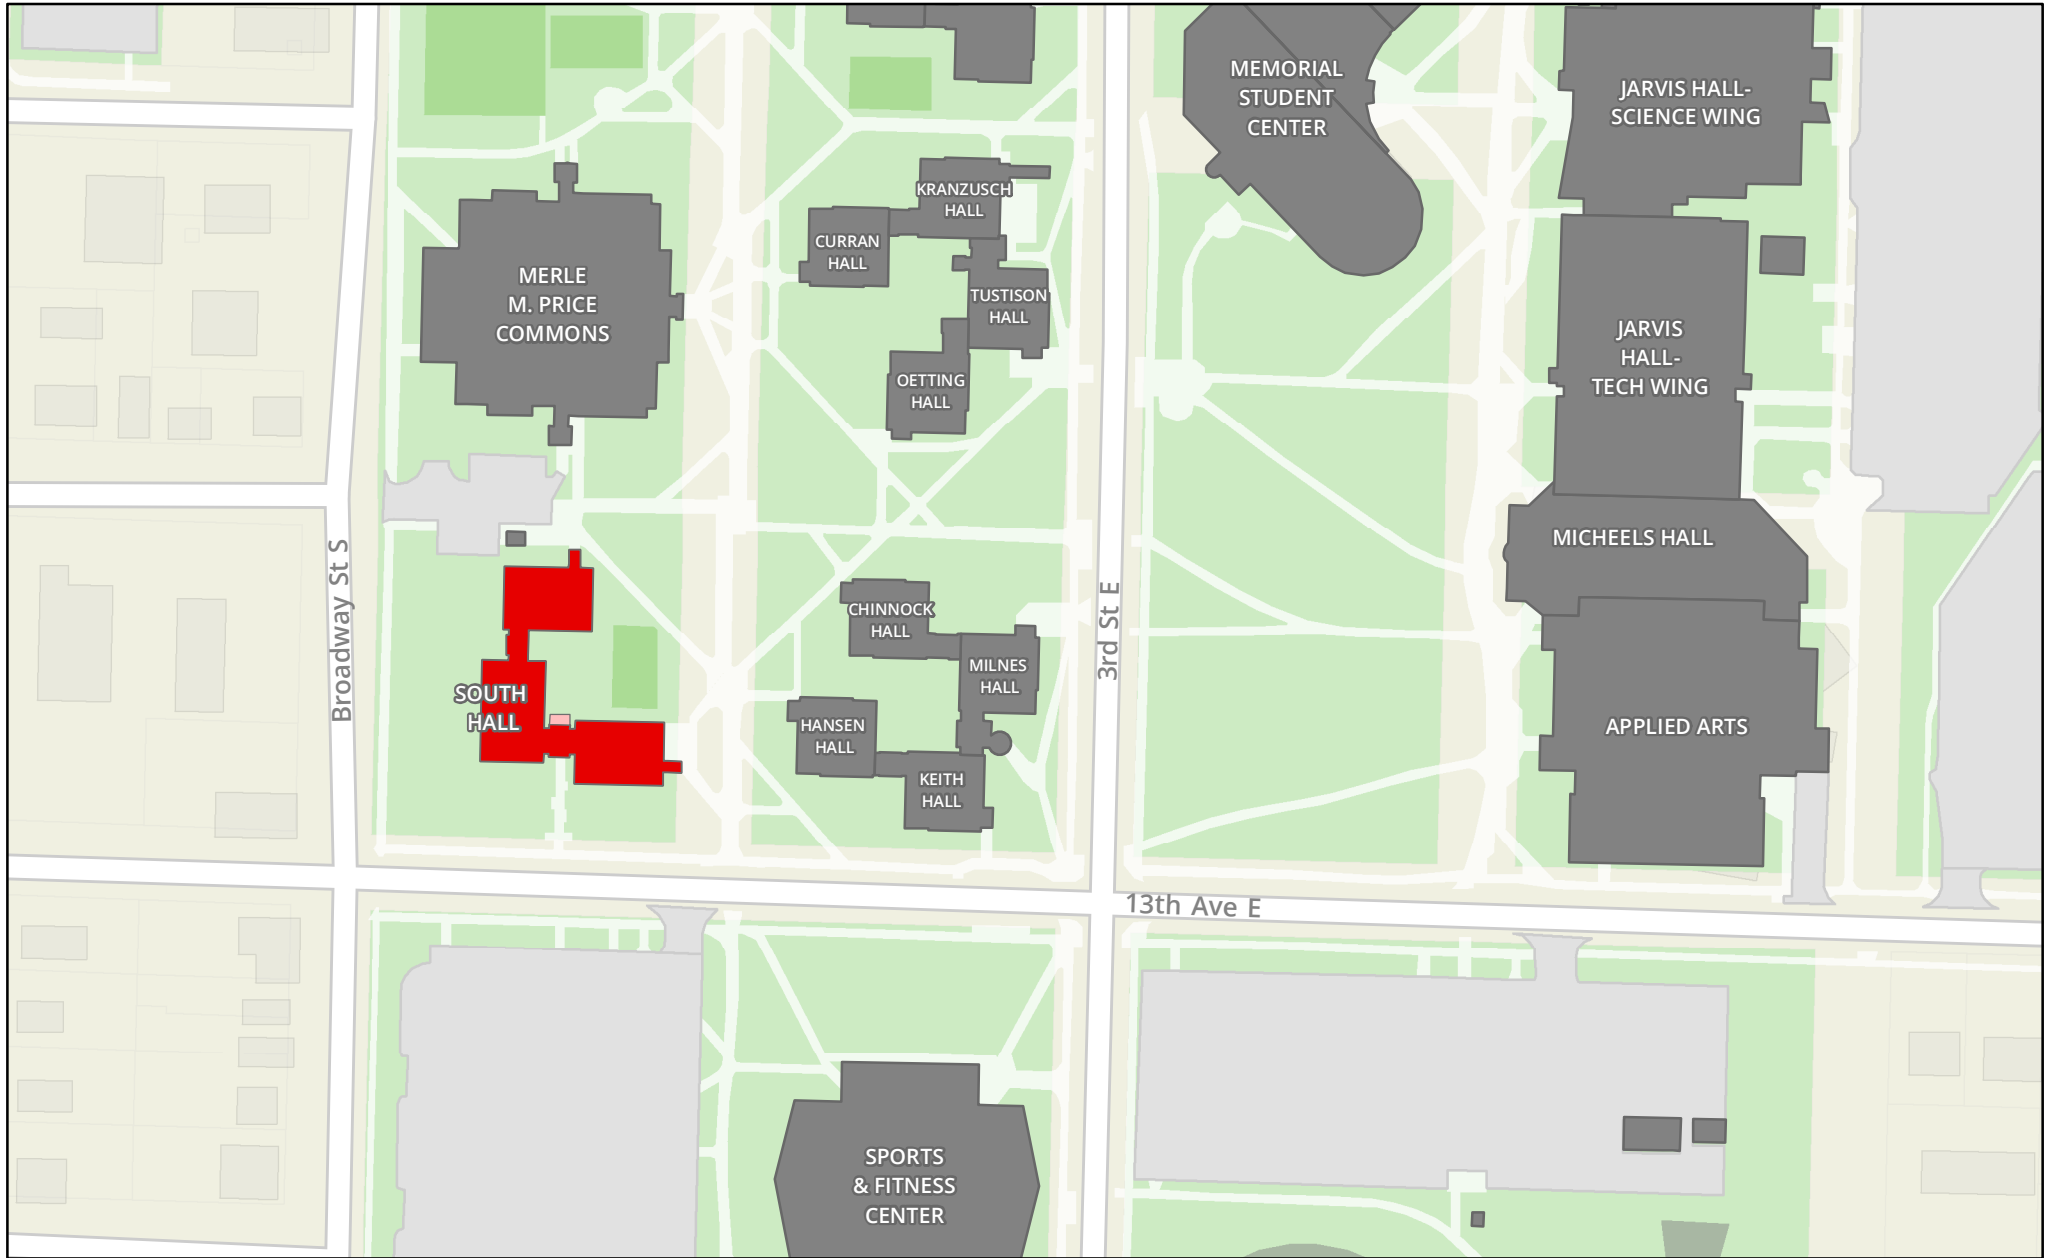 MEMORIAL
STUDENT
CENTER
JARVIS HALL-
SCIENCE WING
KRANZUSCH
HALL
CURRAN
HALL
MERLE
M. PRICE
COMMONS
TUSTISON
HALL
JARVIS
HALL-
TECH WING
OETTING
HALL
MICHEELS HALL
Broadway St S
3rd St E
CHINNOCK
HALL
MILNES
HALL
SOUTH
HALL
HANSEN
HALL
APPLIED ARTS
KEITH
HALL
13th Ave E
SPORTS
& FITNESS
CENTER